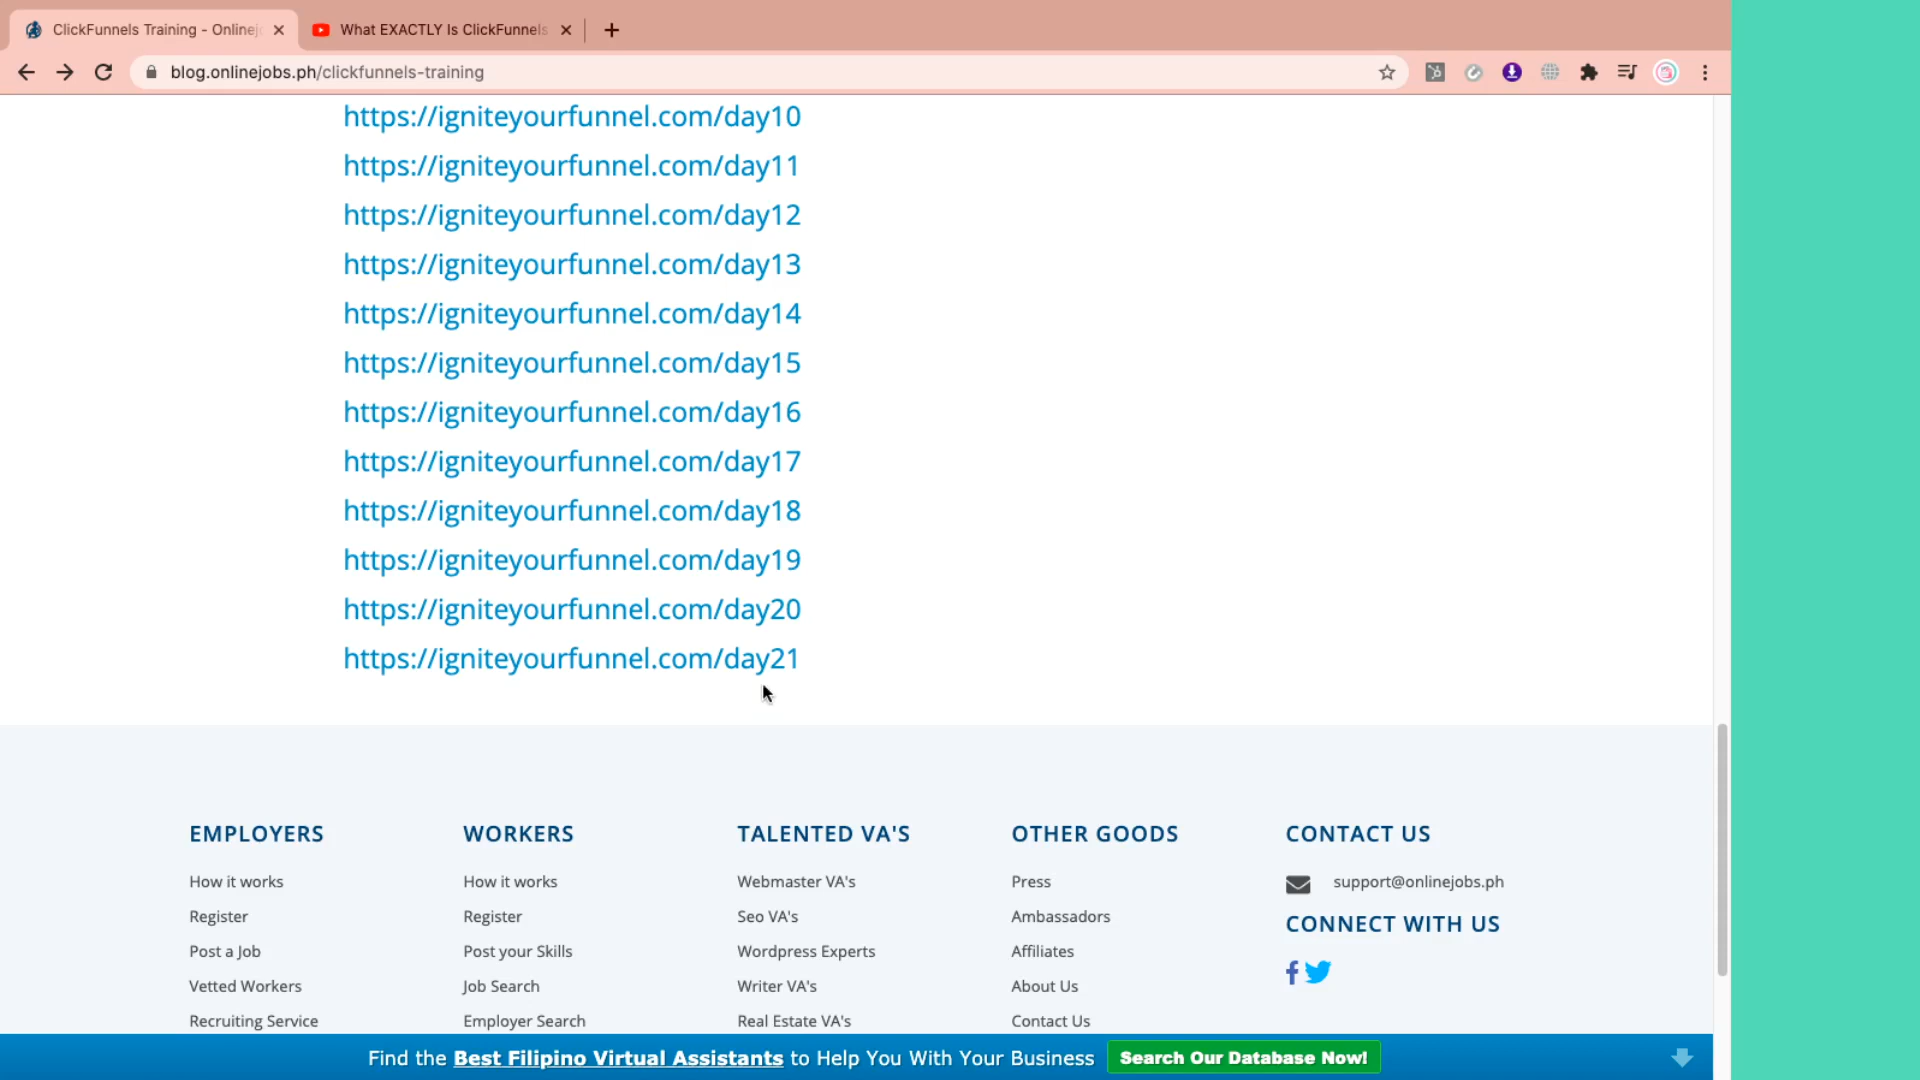 ClickFunnels Training - Onlinej
What EXACTLY Is ClickFunnels
blog.onlinejobs.ph/clickfunnels-training
https://igniteyourfunnel.com/day10
https://igniteyourfunnel.com/day11
https://igniteyourfunnel.com/day12
https://igniteyourfunnel.com/day13
https://igniteyourfunnel.com/day14
https://igniteyourfunnel.com/day15
https://igniteyourfunnel.com/day16
https://igniteyourfunnel.com/day17
https://igniteyourfunnel.com/day18
https://igniteyourfunnel.com/day19
https://igniteyourfunnel.com/day20
https://igniteyourfunnel.com/day21
EMPLOYERS
How it works
Register
Post a Job
Vetted Workers
Recruiting Service
WORKERS
How it works
Register
Post your Skills
Job Search
Employer Search
TALENTED VA'S
Webmaster VA's
Seo VA's
Wordpress Experts
Writer VA's
Real Estate VA's
OTHER GOODS
Press
Ambassadors
Affiliates
About Us
Contact Us
CONTACT US
support@onlinejobs.ph
CONNECT WITH US
Find the Best Filipino Virtual Assistants to Help You With Your Business
Search Our Database Now!